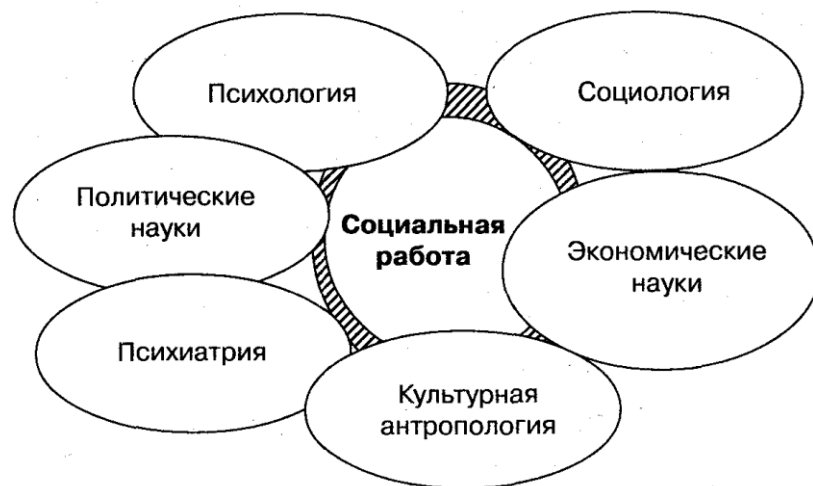 Психология
Социология
Политические
науки
Социальная
работа
Экономические
науки
Психиатрия
Культурная
антропология